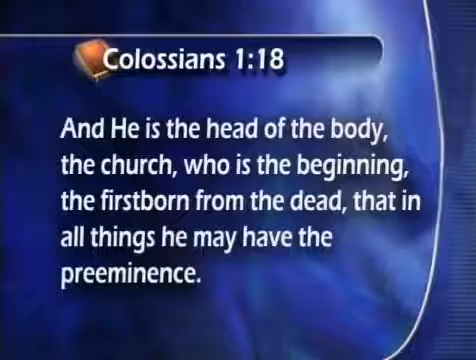 Colossians 1:18
And He is the head of the body,
the church, who is the beginning,
the firstborn from the dead, that in
all things he may have the
preeminence.